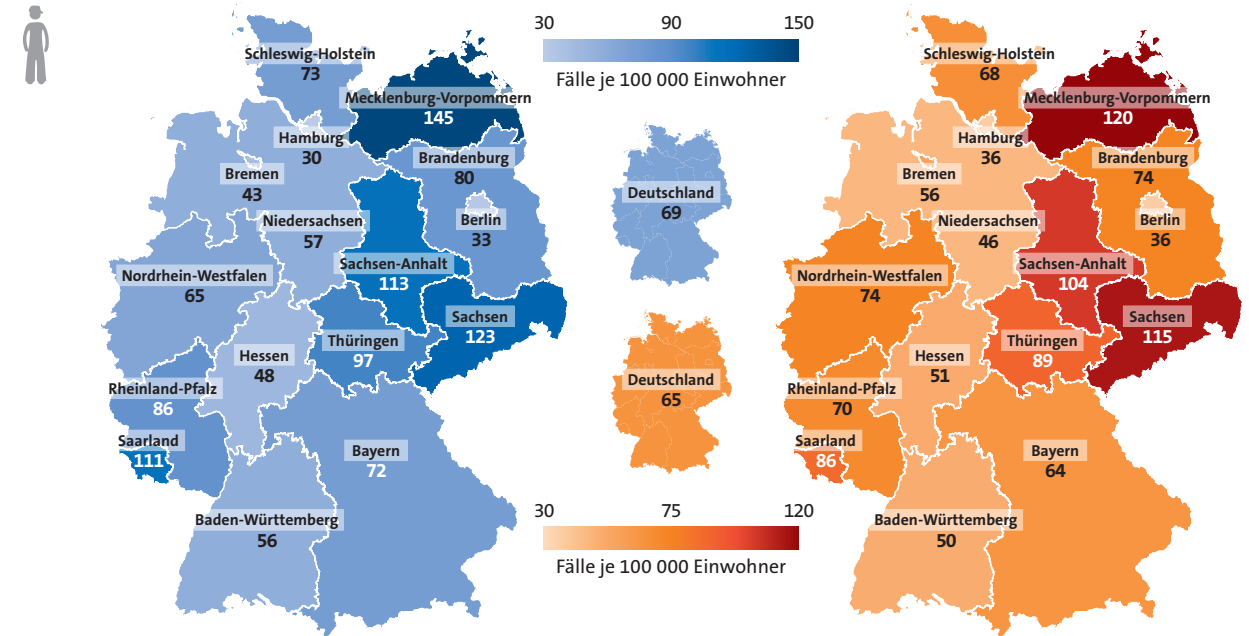 30 90 150
Fälle je 100 000 Einwohner
Schleswig-Holstein
73
Mecklenburg-Vorpommern
145
Hamburg
30
Bremen
43
Brandenburg
80
Niedersachsen
57
Berlin
33
Sachsen-Anhalt
113
Nordrhein-Westfalen
65
Sachsen
123
Thüringen
97
Hessen
48
Rheinland-Pfalz
86
Saarland
111
Bayern
72
Baden-Württemberg
56
Deutschland
69
Deutschland
65
30 75 120
Fälle je 100 000 Einwohner
Schleswig-Holstein
68
Mecklenburg-Vorpommern
120
Hamburg
36
Bremen
56
Brandenburg
74
Niedersachsen
46
Berlin
36
Sachsen-Anhalt
104
Nordrhein-Westfalen
74
Sachsen
115
Thüringen
89
Hessen
51
Rheinland-Pfalz
70
Saarland
86
Bayern
64
Baden-Württemberg
50